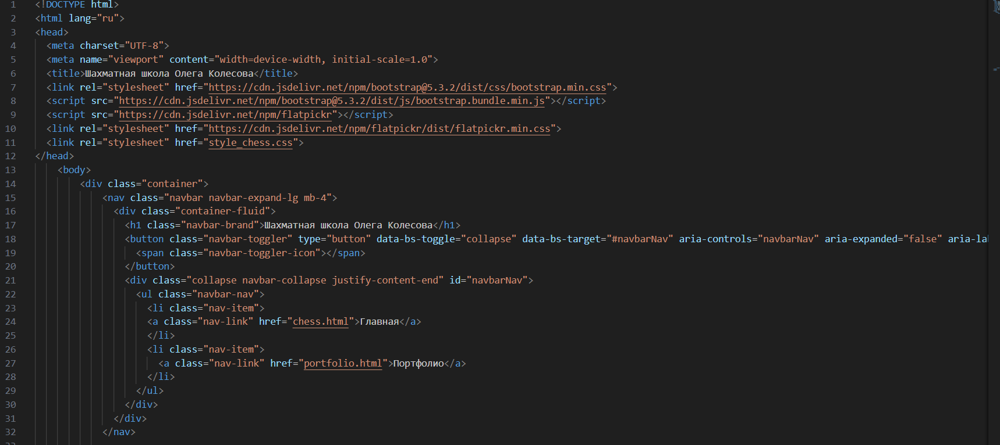 1 <!DOCTYPE html>
2 <html lang="ru">
3 <head>
4 <meta charset="UTF-8">
5 <meta name="viewport" content="width=device-width, initial-scale=1.0">
6 <title>Шахматная школа Олега Колесова</title>
7 <link rel="stylesheet" href="https://cdn.jsdelivr.net/npm/bootstrap@5.3.2/dist/css/bootstrap.min.css">
8 <script src="https://cdn.jsdelivr.net/npm/bootstrap@5.3.2/dist/js/bootstrap.bundle.min.js"></script>
9 <script src="https://cdn.jsdelivr.net/npm/flatpickr"></script>
10 <link rel="stylesheet" href="https://cdn.jsdelivr.net/npm/flatpickr/dist/flatpickr.min.css">
11 <link rel="stylesheet" href="style_chess.css">
12 </head>
13 <body>
14 <div class="container">
15 <nav class="navbar navbar-expand-lg mb-4">
16 <div class="container-fluid">
17 <h1 class="navbar-brand">Шахматная школа Олега Колесова</h1>
18 <button class="navbar-toggler" type="button" data-bs-toggle="collapse" data-bs-target="#navbarNav" aria-controls="navbarNav" aria-expanded="false"
19 <span class="navbar-toggler-icon"></span>
20 </button>
21 <div class="collapse navbar-collapse justify-content-end" id="navbarNav">
22 <ul class="navbar-nav">
23 <li class="nav-item">
24 <a class="nav-link" href="chess.html">Главная</a>
25 </li>
26 <li class="nav-item">
27 <a class="nav-link" href="portfolio.html">Портфолио</a>
28 </li>
29 </ul>
30 </div>
31 </div>
32 </nav>